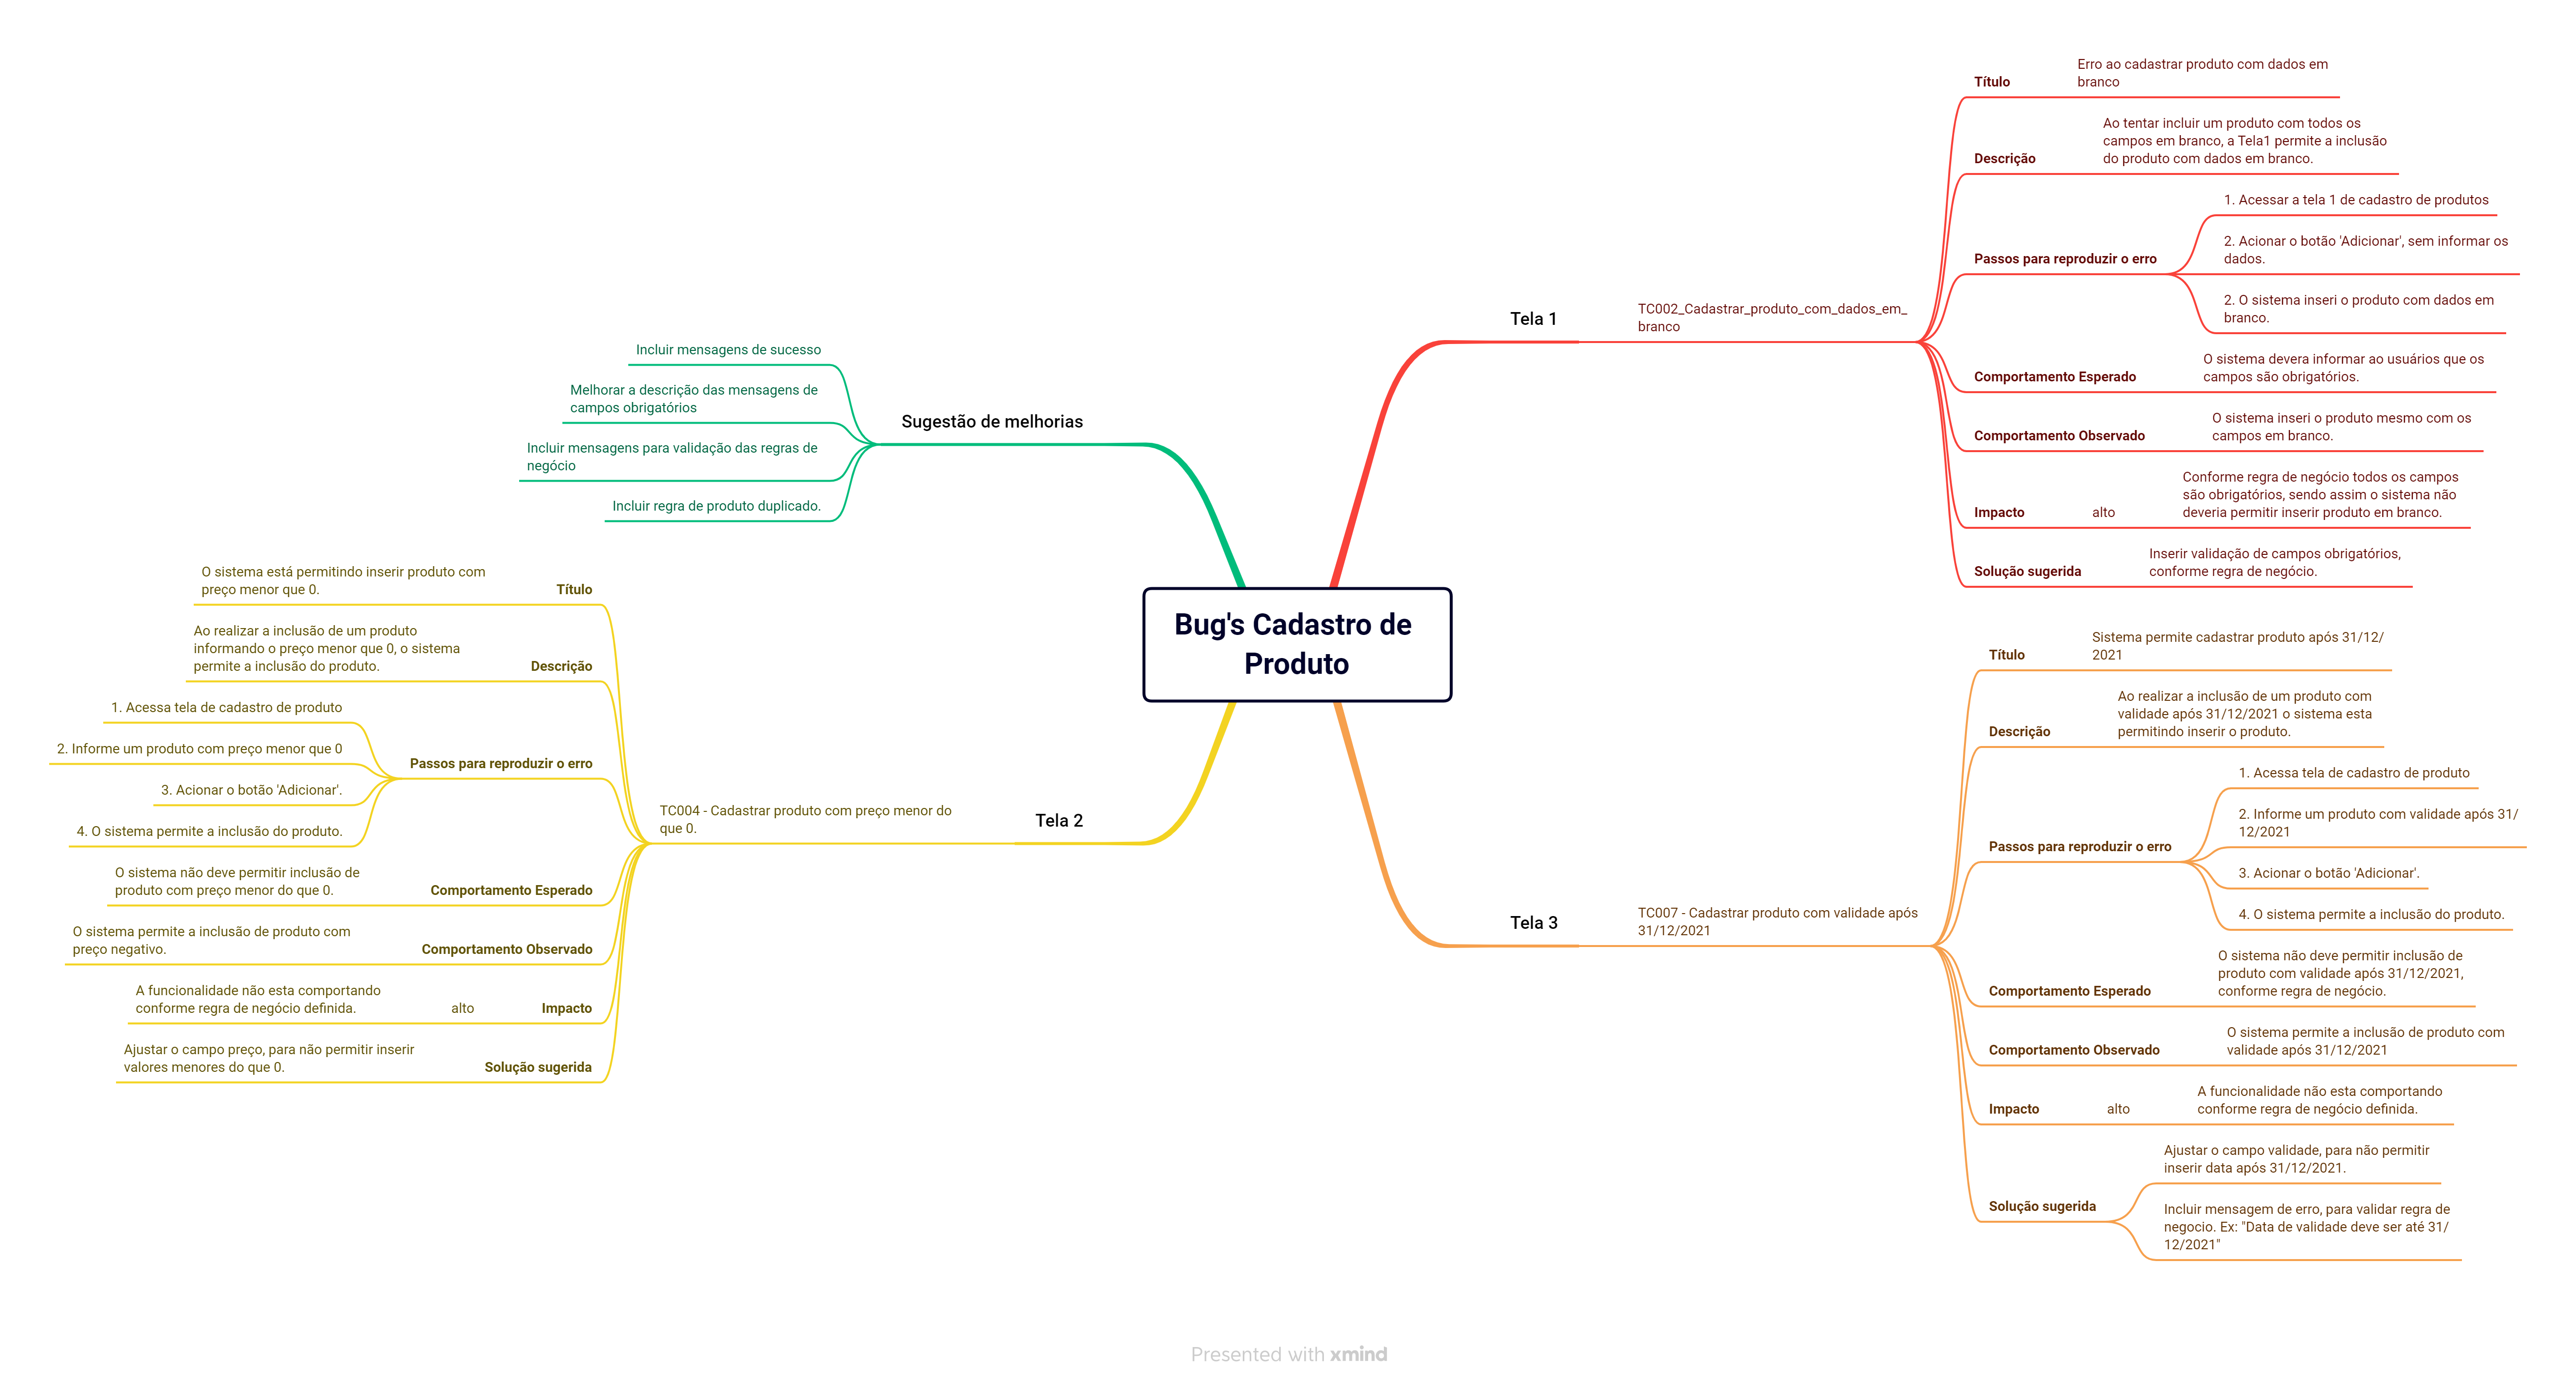 Bug's Cadastro de
Produto
Tela 1
TC002_Cadastrar_produto_com_dados_em_
branco
Título
Erro ao cadastrar produto com dados em
branco
Descrição
Ao tentar incluir um produto com todos os
campos em branco, a Tela1 permite a inclusão
do produto com dados em branco.
Passos para reproduzir o erro
1. Acessar a tela 1 de cadastro de produtos
2. Acionar o botão 'Adicionar', sem informar os
dados.
2. O sistema inseri o produto com dados em
branco.
Comportamento Esperado
O sistema devera informar ao usuários que os
campos são obrigatórios.
Comportamento Observado
O sistema inseri o produto mesmo com os
campos em branco.
Impacto
alto
Conforme regra de negócio todos os campos
são obrigatórios, sendo assim o sistema não
deveria permitir inserir produto em branco.
Solução sugerida
Inserir validação de campos obrigatórios,
conforme regra de negócio.
Tela 3
TC007 - Cadastrar produto com validade após
31/12/2021
Título
Sistema permite cadastrar produto após 31/12/
2021
Descrição
Ao realizar a inclusão de um produto com
validade após 31/12/2021 o sistema esta
permitindo inserir o produto.
Passos para reproduzir o erro
1. Acessa tela de cadastro de produto
2. Informe um produto com validade após 31/
12/2021
3. Acionar o botão 'Adicionar'.
4. O sistema permite a inclusão do produto.
Comportamento Esperado
O sistema não deve permitir inclusão de
produto com validade após 31/12/2021,
conforme regra de negócio.
Comportamento Observado
O sistema permite a inclusão de produto com
validade após 31/12/2021
Impacto
alto
A funcionalidade não esta comportando
conforme regra de negócio definida.
Solução sugerida
Ajustar o campo validade, para não permitir
inserir data após 31/12/2021.
Incluir mensagem de erro, para validar regra de
negocio. Ex: "Data de validade deve ser até 31/
12/2021"
Tela 2
TC004 - Cadastrar produto com preço menor do
que 0.
Título
O sistema está permitindo inserir produto com
preço menor que 0.
Descrição
Ao realizar a inclusão de um produto
informando o preço menor que 0, o sistema
permite a inclusão do produto.
Passos para reproduzir o erro
1. Acessa tela de cadastro de produto
2. Informe um produto com preço menor que 0
3. Acionar o botão 'Adicionar'.
4. O sistema permite a inclusão do produto.
Comportamento Esperado
O sistema não deve permitir inclusão de
produto com preço menor do que 0.
Comportamento Observado
O sistema permite a inclusão de produto com
preço negativo.
Impacto
alto
A funcionalidade não esta comportando
conforme regra de negócio definida.
Solução sugerida
Ajustar o campo preço, para não permitir inserir
valores menores do que 0.
Sugestão de melhorias
Incluir mensagens de sucesso
Melhorar a descrição das mensagens de
campos obrigatórios
Incluir mensagens para validação das regras de
negócio
Incluir regra de produto duplicado.
Presented with xmind